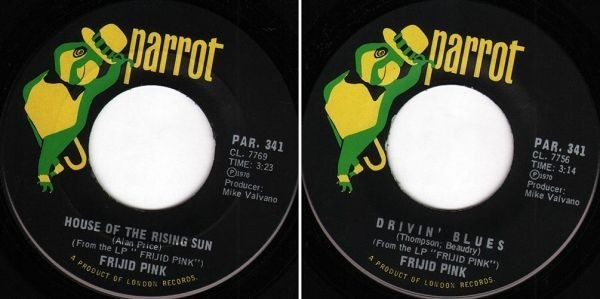 parrot
PAR. 341
CL. 7769
TIME: 3:23
℗1970
Producer:
Mike Valvano
HOUSE OF THE RISING SUN
(Alan Price)
(From the LP "FRIJID PINK")
FRIJID PINK
A PRODUCT OF LONDON RECORDS.
parrot
PAR. 341
CL. 7756
TIME: 3:14
℗1970
Producer:
Mike Valvano
DRIVIN' BLUES
(Thompson; Beaudry)
(From the LP "FRIJID PINK")
FRIJID PINK
A PRODUCT OF LONDON RECORDS.